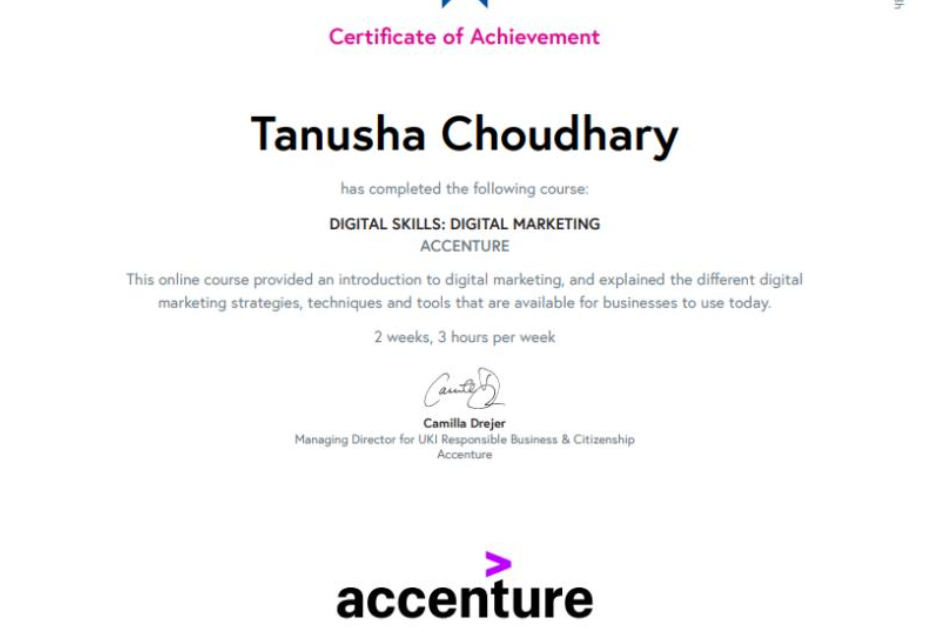 Certificate of Achievement
Tanusha Choudhary
has completed the following course:
DIGITAL SKILLS: DIGITAL MARKETING
ACCENTURE
This online course provided an introduction to digital marketing, and explained the different digital
marketing strategies, techniques and tools that are available for businesses to use today.
2 weeks, 3 hours per week
Camilla Drejer
Managing Director for UKI Responsible Business & Citizenship
Accenture
accenture